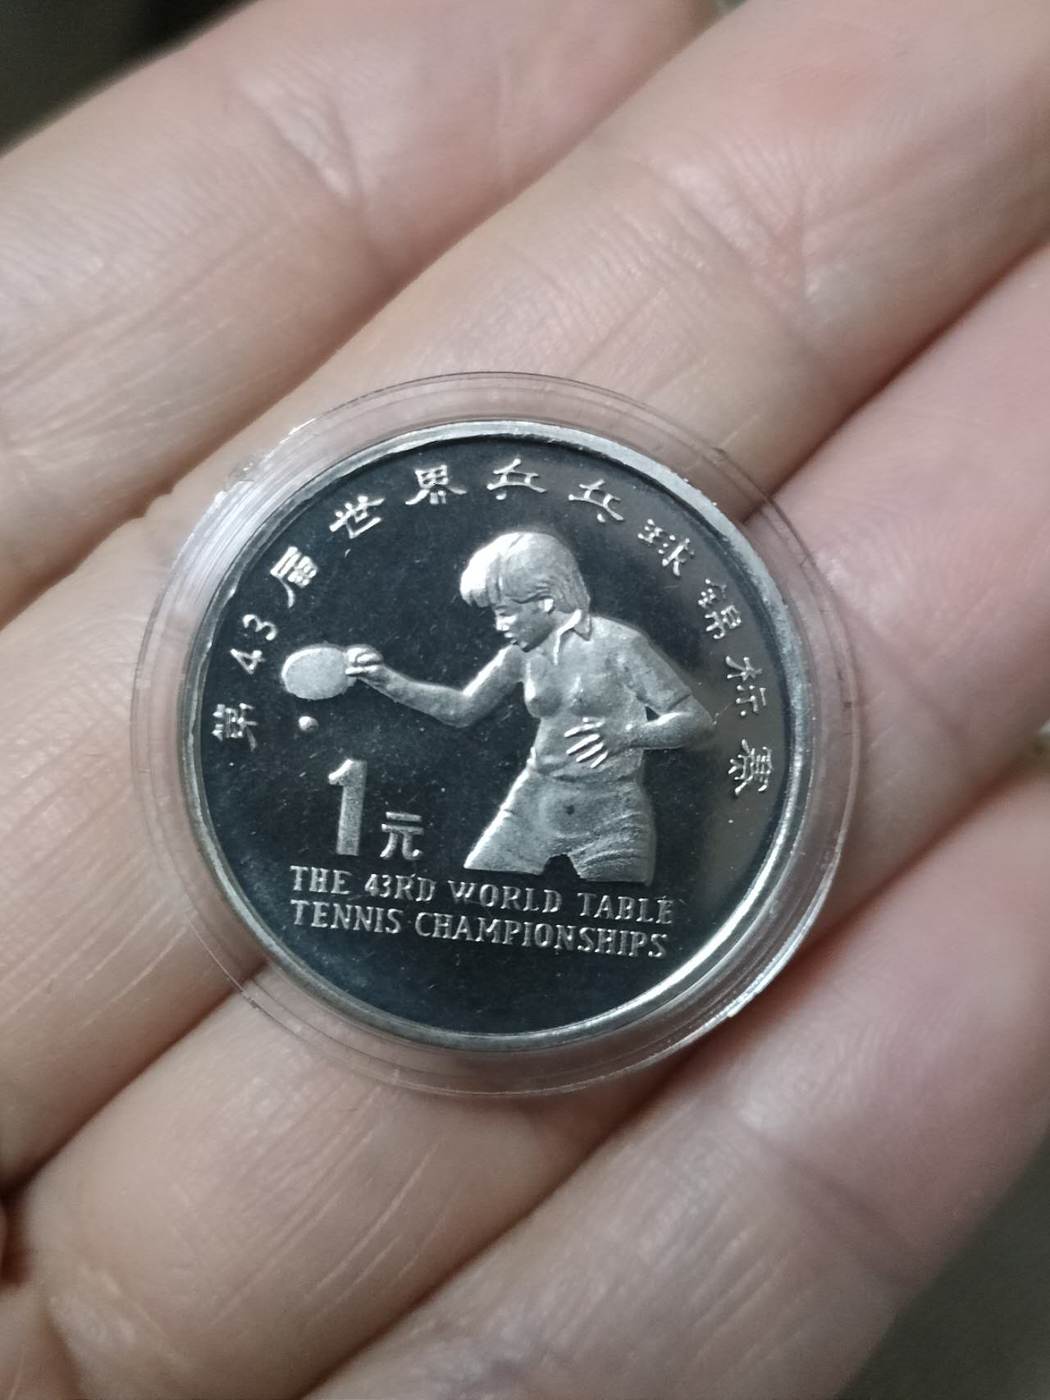 第43届世界乒乓球锦标赛
1元
THE 43RD WORLD TABLE
TENNIS CHAMPIONSHIPS